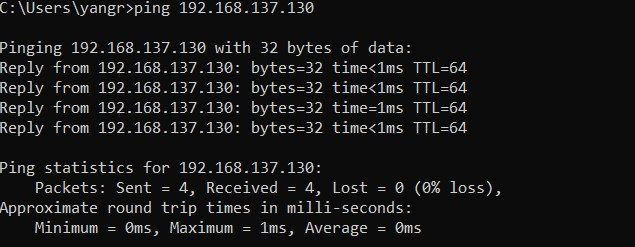 C:\Users\yangr>ping 192.168.137.130
Pinging 192.168.137.130 with 32 bytes of data:
Reply from 192.168.137.130: bytes=32 time<1ms TTL=64
Reply from 192.168.137.130: bytes=32 time<1ms TTL=64
Reply from 192.168.137.130: bytes=32 time=1ms TTL=64
Reply from 192.168.137.130: bytes=32 time<1ms TTL=64
Ping statistics for 192.168.137.130:
    Packets: Sent = 4, Received = 4, Lost = 0 (0% loss),
Approximate round trip times in milli-seconds:
    Minimum = 0ms, Maximum = 1ms, Average = 0ms